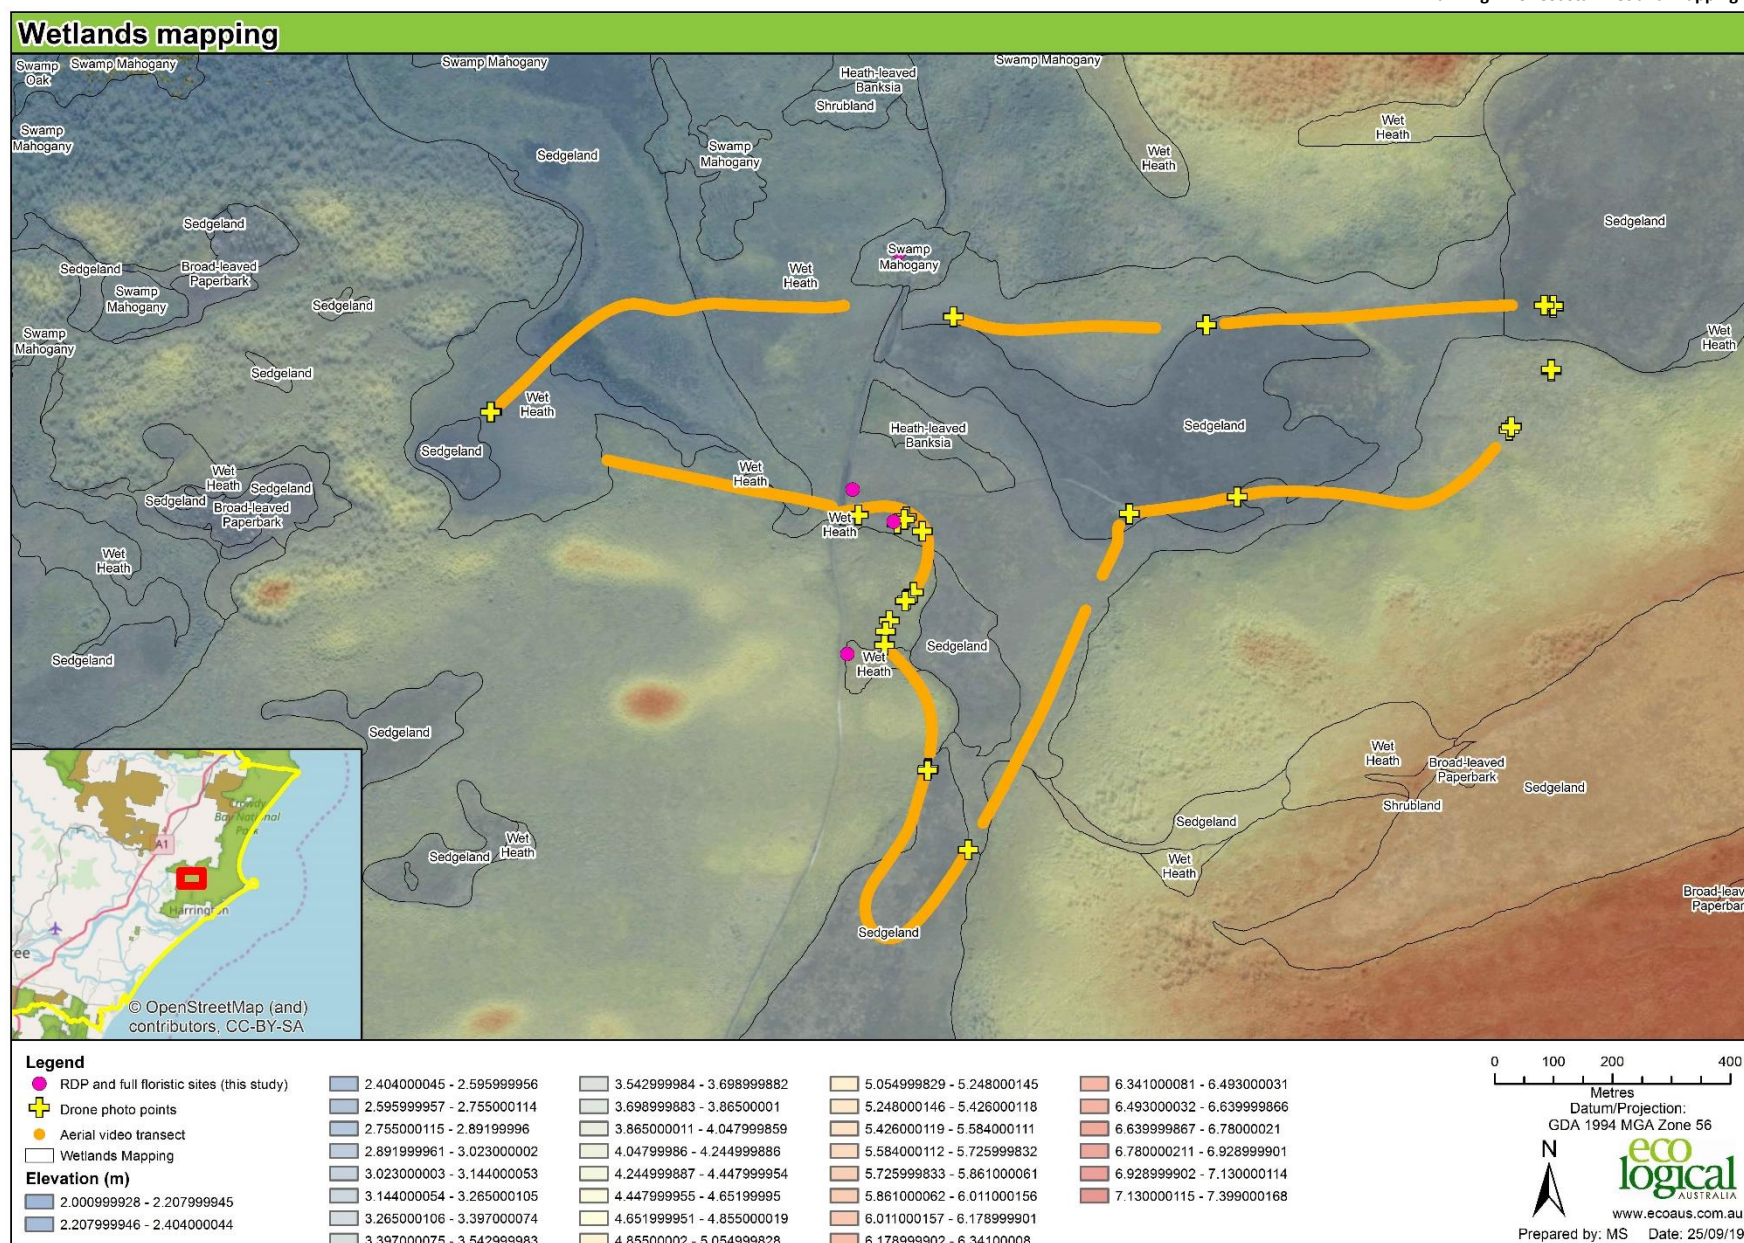 Wetlands mapping
Swamp
Oak
Swamp Mahogany
Swamp Mahogany
Swamp Mahogany
Heath-leaved
Banksia
Shrubland
Swamp
Mahogany
Sedgeland
Swamp
Mahogany
Wet
Heath
Wet
Heath
Sedgeland
Sedgeland
Sedgeland
Broad-leaved
Paperbark
Swamp
Mahogany
Sedgeland
Swamp
Mahogany
Wet
Heath
Swamp
Mahogany
Wet
Heath
Sedgeland
Wet
Heath
Sedgeland
Heath-leaved
Banksia
Sedgeland
Wet
Heath
Sedgeland
Sedgeland
Broad-leaved
Paperbark
Wet
Heath
Wet
Heath
Wet
Heath
Sedgeland
Sedgeland
Wet
Heath
Sedgeland
Wet
Heath
Broad-leaved
Paperbark
Sedgeland
Shrubland
Sedgeland
Sedgeland
Wet
Heath
Wet
Heath
Sedgeland
Crowdy
Bay National
Park
A1
Harrington
ree
© OpenStreetMap (and)
contributors, CC-BY-SA
Legend
RDP and full floristic sites (this study)
Drone photo points
Aerial video transect
Wetlands Mapping
Elevation (m)
2.000999928 - 2.207999945
2.207999946 - 2.404000044
2.404000045 - 2.595999956
2.595999957 - 2.755000114
2.755000115 - 2.89199996
2.891999961 - 3.023000002
3.023000003 - 3.144000053
3.144000054 - 3.265000105
3.265000106 - 3.397000074
3.397000075 - 3.542999983
3.542999984 - 3.698999882
3.698999883 - 3.86500001
3.865000011 - 4.047999859
4.04799986 - 4.244999886
4.244999887 - 4.447999954
4.447999955 - 4.65199995
4.651999951 - 4.855000019
4.85500002 - 5.054999828
5.054999829 - 5.248000145
5.248000146 - 5.426000118
5.426000119 - 5.584000111
5.584000112 - 5.725999832
5.725999833 - 5.861000061
5.861000062 - 6.011000156
6.011000157 - 6.178999901
6.178999902 - 6.34100008
6.341000081 - 6.493000031
6.493000032 - 6.639999866
6.639999867 - 6.78000021
6.780000211 - 6.928999901
6.928999902 - 7.130000114
7.130000115 - 7.399000168
0 100 200 400
Metres
Datum/Projection:
GDA 1994 MGA Zone 56
N
eco
logical
AUSTRALIA
www.ecoaus.com.au
Prepared by: MS Date: 25/09/19